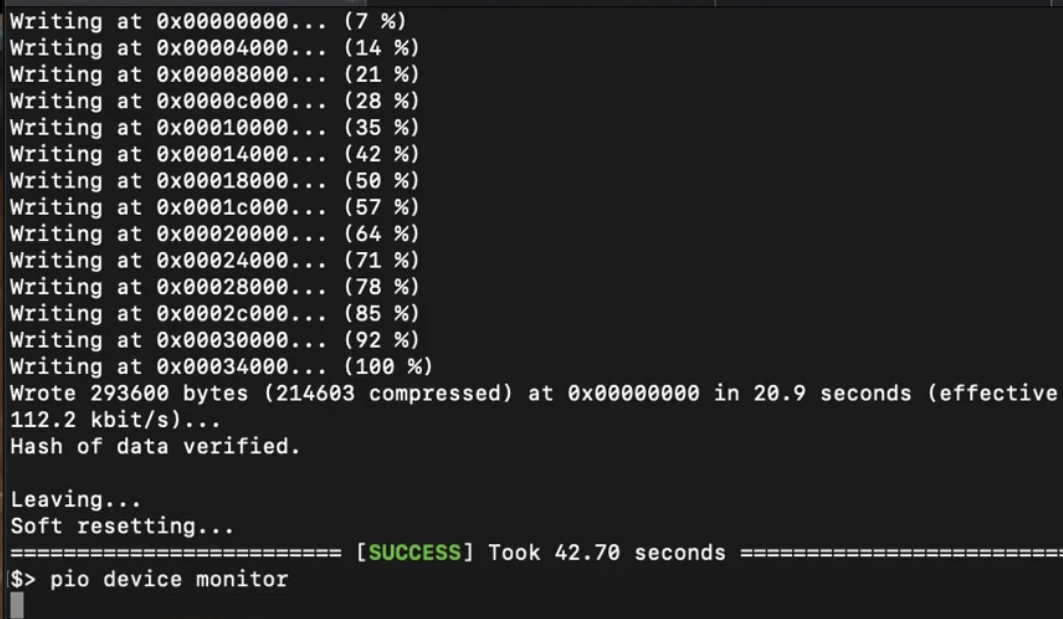 Writing at 0x00000000... (7 %)
Writing at 0x00004000... (14 %)
Writing at 0x00008000... (21 %)
Writing at 0x0000c000... (28 %)
Writing at 0x00010000... (35 %)
Writing at 0x00014000... (42 %)
Writing at 0x00018000... (50 %)
Writing at 0x0001c000... (57 %)
Writing at 0x00020000... (64 %)
Writing at 0x00024000... (71 %)
Writing at 0x00028000... (78 %)
Writing at 0x0002c000... (85 %)
Writing at 0x00030000... (92 %)
Writing at 0x00034000... (100 %)
Wrote 293600 bytes (214603 compressed) at 0x00000000 in 20.9 seconds (effective
112.2 kbit/s)...
Hash of data verified.
Leaving...
Soft resetting...
========================= [SUCCESS] Took 42.70 seconds ========================
$> pio device monitor